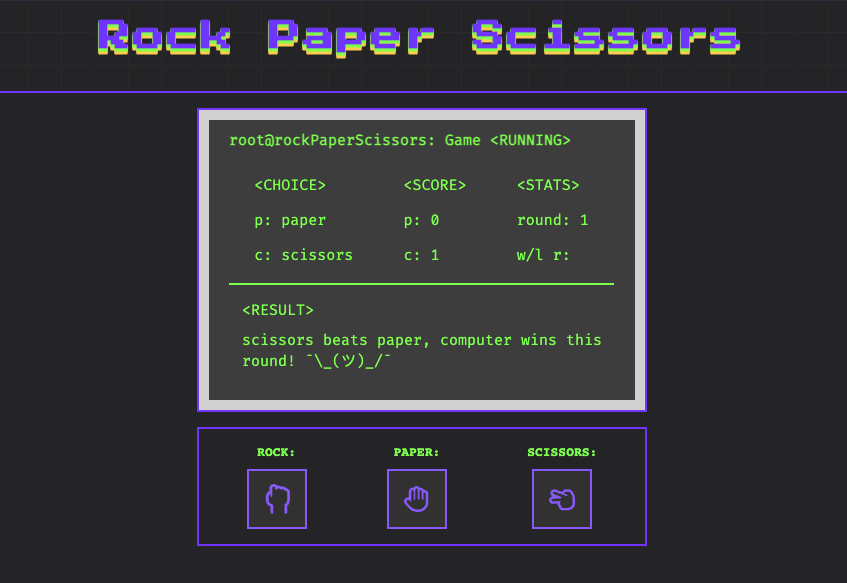 Rock Paper Scissors
root@rockPaperScissors: Game <RUNNING>
<CHOICE> <SCORE> <STATS>
p: paper p: 0 round: 1
c: scissors c: 1 w/l r:
<RESULT>
scissors beats paper, computer wins this
round! ¯\_(ツ)_/¯
ROCK: PAPER: SCISSORS: